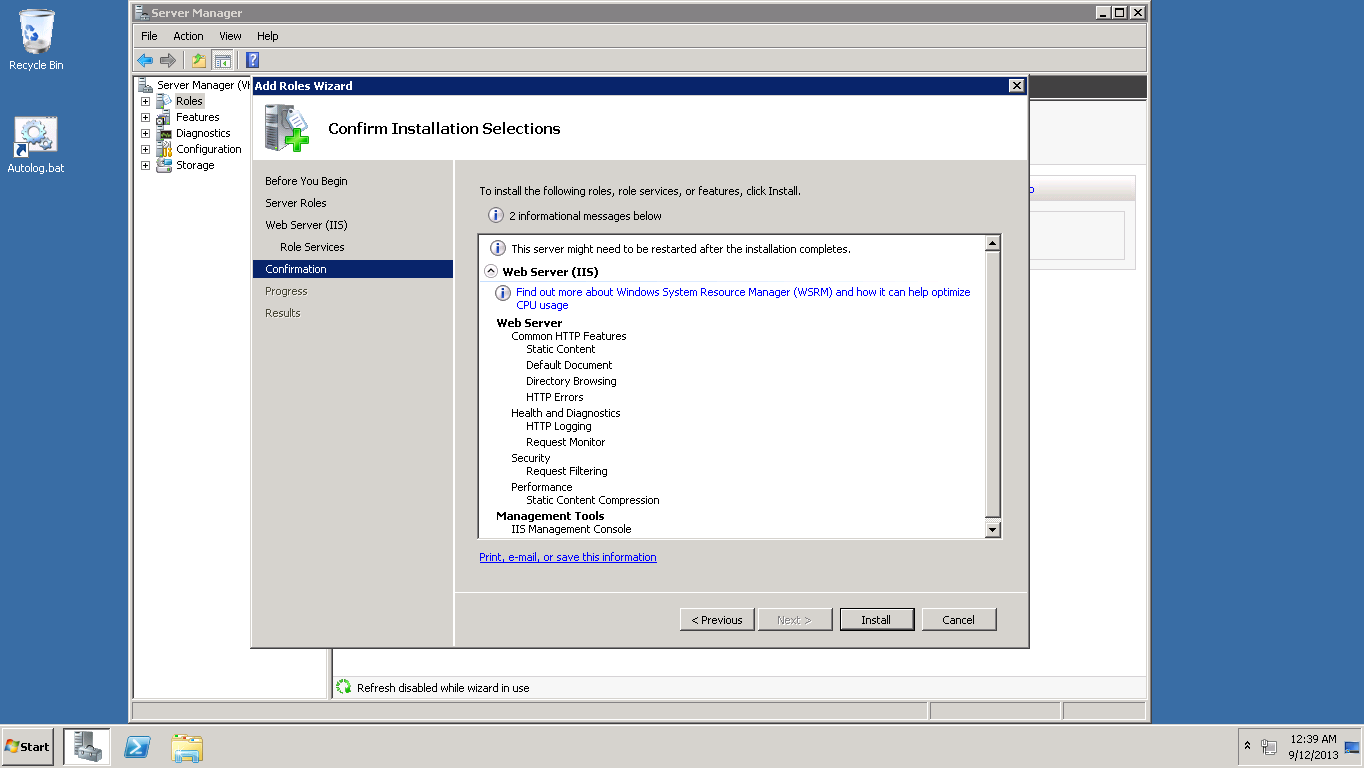 Recycle Bin
Autolog.bat
Server Manager
File Action View Help
Server Manager (
Roles
Features
Diagnostics
Configuration
Storage
Add Roles Wizard
Confirm Installation Selections
Before You Begin
Server Roles
Web Server (IIS)
Role Services
Confirmation
Progress
Results
To install the following roles, role services, or features, click Install.
2 informational messages below
This server might need to be restarted after the installation completes.
Web Server (IIS)
Find out more about Windows System Resource Manager (WSRM) and how it can help optimize
CPU usage
Web Server
Common HTTP Features
Static Content
Default Document
Directory Browsing
HTTP Errors
Health and Diagnostics
HTTP Logging
Request Monitor
Security
Request Filtering
Performance
Static Content Compression
Management Tools
IIS Management Console
Print, e-mail, or save this information
< Previous Next > Install Cancel
Refresh disabled while wizard in use
Start
12:39 AM
9/12/2013